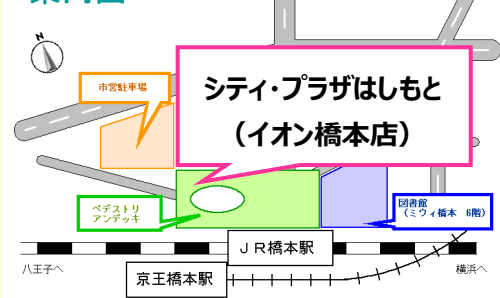 案内図
N
市営駐車場
シティ・プラザはしもと
（イオン橋本店）
ペデストリ
アンデッキ
図書館
（ミウィ橋本 6階）
ＪＲ橋本駅
八王子へ
京王橋本駅
横浜へ